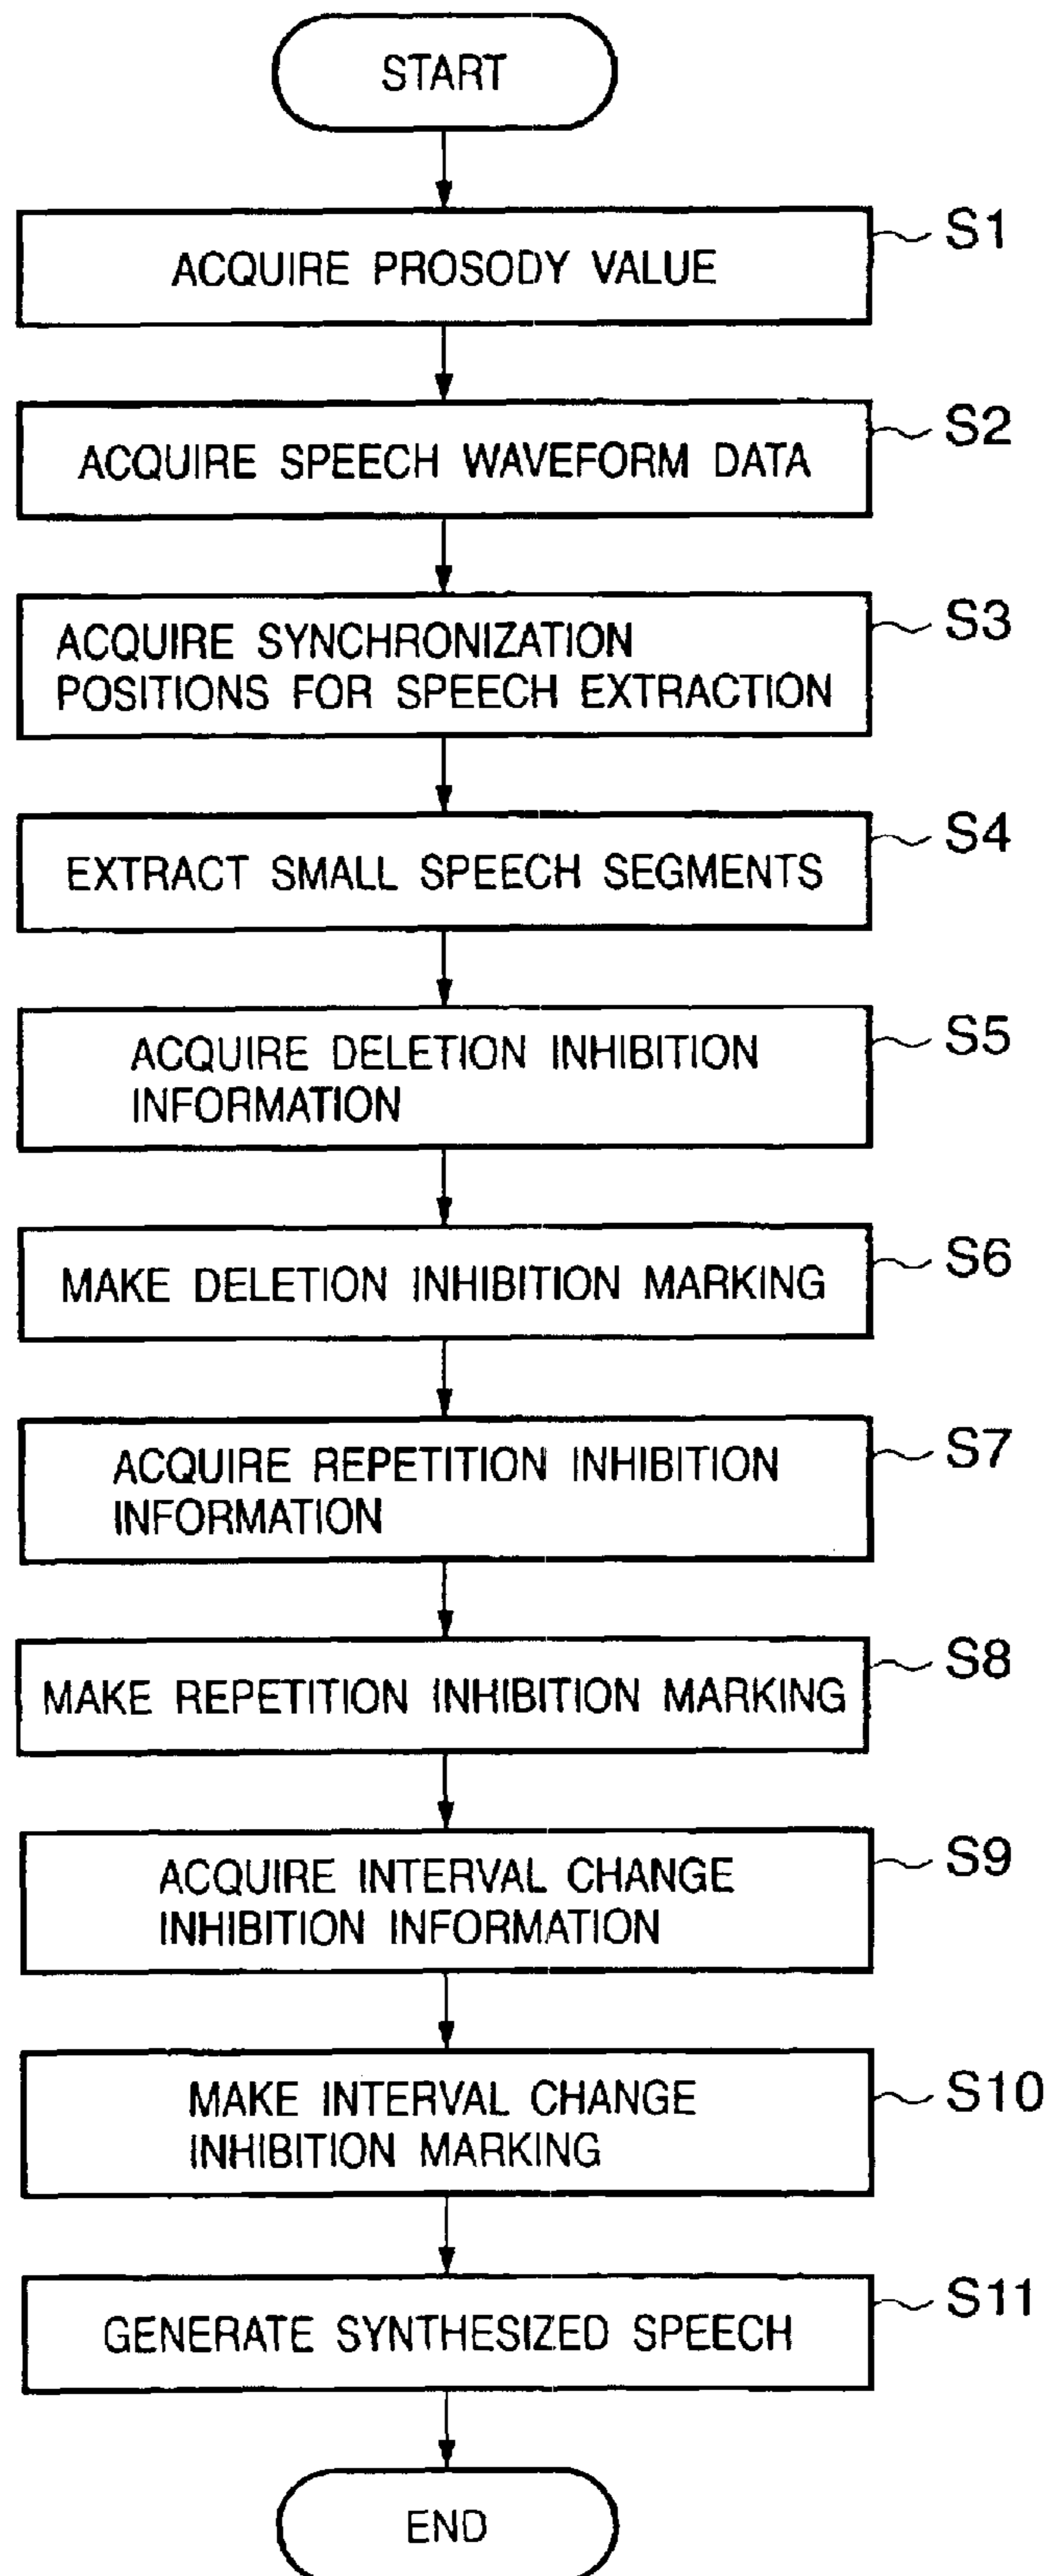 START
ACQUIRE PROSODY VALUE
S1
ACQUIRE SPEECH WAVEFORM DATA
S2
ACQUIRE SYNCHRONIZATION
POSITIONS FOR SPEECH EXTRACTION
S3
EXTRACT SMALL SPEECH SEGMENTS
S4
ACQUIRE DELETION INHIBITION
INFORMATION
S5
MAKE DELETION INHIBITION MARKING
S6
ACQUIRE REPETITION INHIBITION
INFORMATION
S7
MAKE REPETITION INHIBITION MARKING
S8
ACQUIRE INTERVAL CHANGE
INHIBITION INFORMATION
S9
MAKE INTERVAL CHANGE
INHIBITION MARKING
S10
GENERATE SYNTHESIZED SPEECH
S11
END